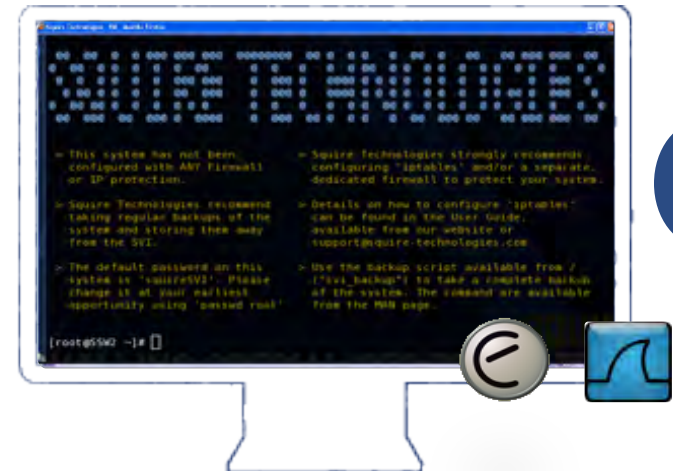 SQUIRE TECHNOLOGIES
> This system has not been
configured with ANY Firewall
or IP protection.
> Squire Technologies recommend
taking regular backups of the
system and storing them away
from the SVI.
> The default password on this
system is 'squireSVI'. Please
change it at your earliest
opportunity using 'passwd root'
> Squire Technologies strongly recommends
configuring "iptables" and/or a separate,
dedicated firewall to protect your system.
> Details on how to configure 'iptables'
can be found in the User Guide,
available from our website or
support@squire-technologies.com
> Use the backup script available from /
("svi_backup") to take a complete backup
of the system. The command are available
from the MAN page.
[root@SSW2 ~]#